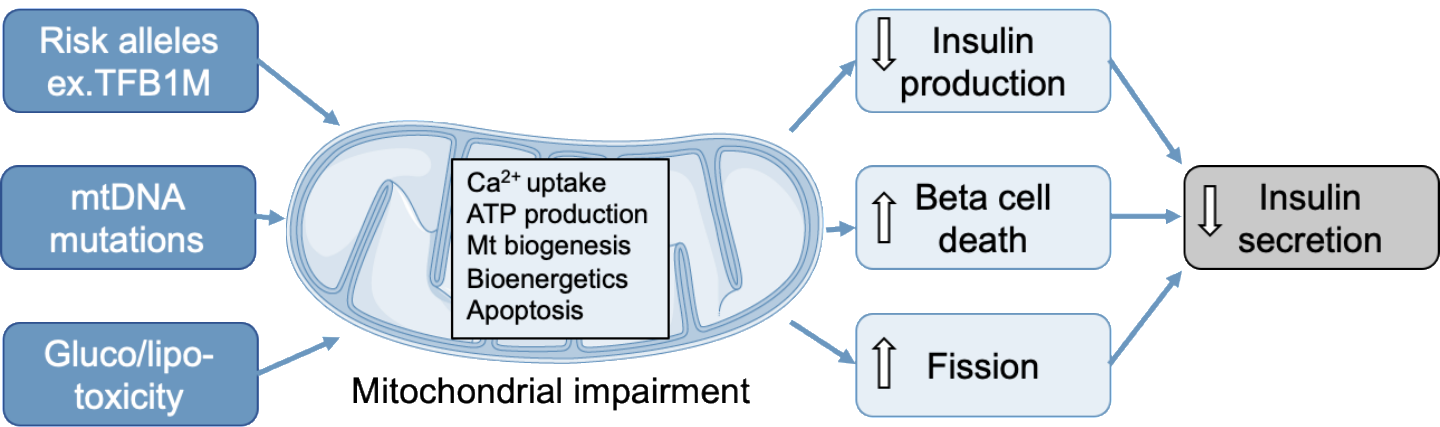 Risk alleles
ex.TFB1M
mtDNA
mutations
Gluco/lipo-
toxicity
Ca²⁺ uptake
ATP production
Mt biogenesis
Bioenergetics
Apoptosis
Mitochondrial impairment
Insulin
production
Beta cell
death
Fission
Insulin
secretion